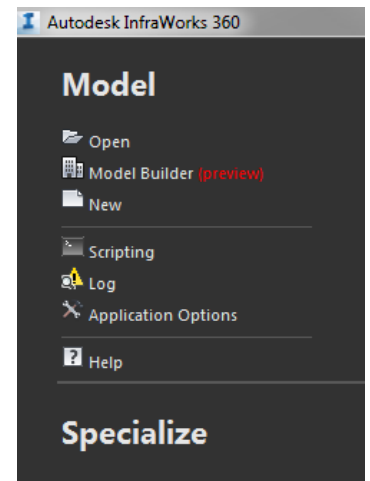 Autodesk InfraWorks 360
Model
Open
Model Builder (preview)
New
Scripting
Log
Application Options
? Help
Specialize